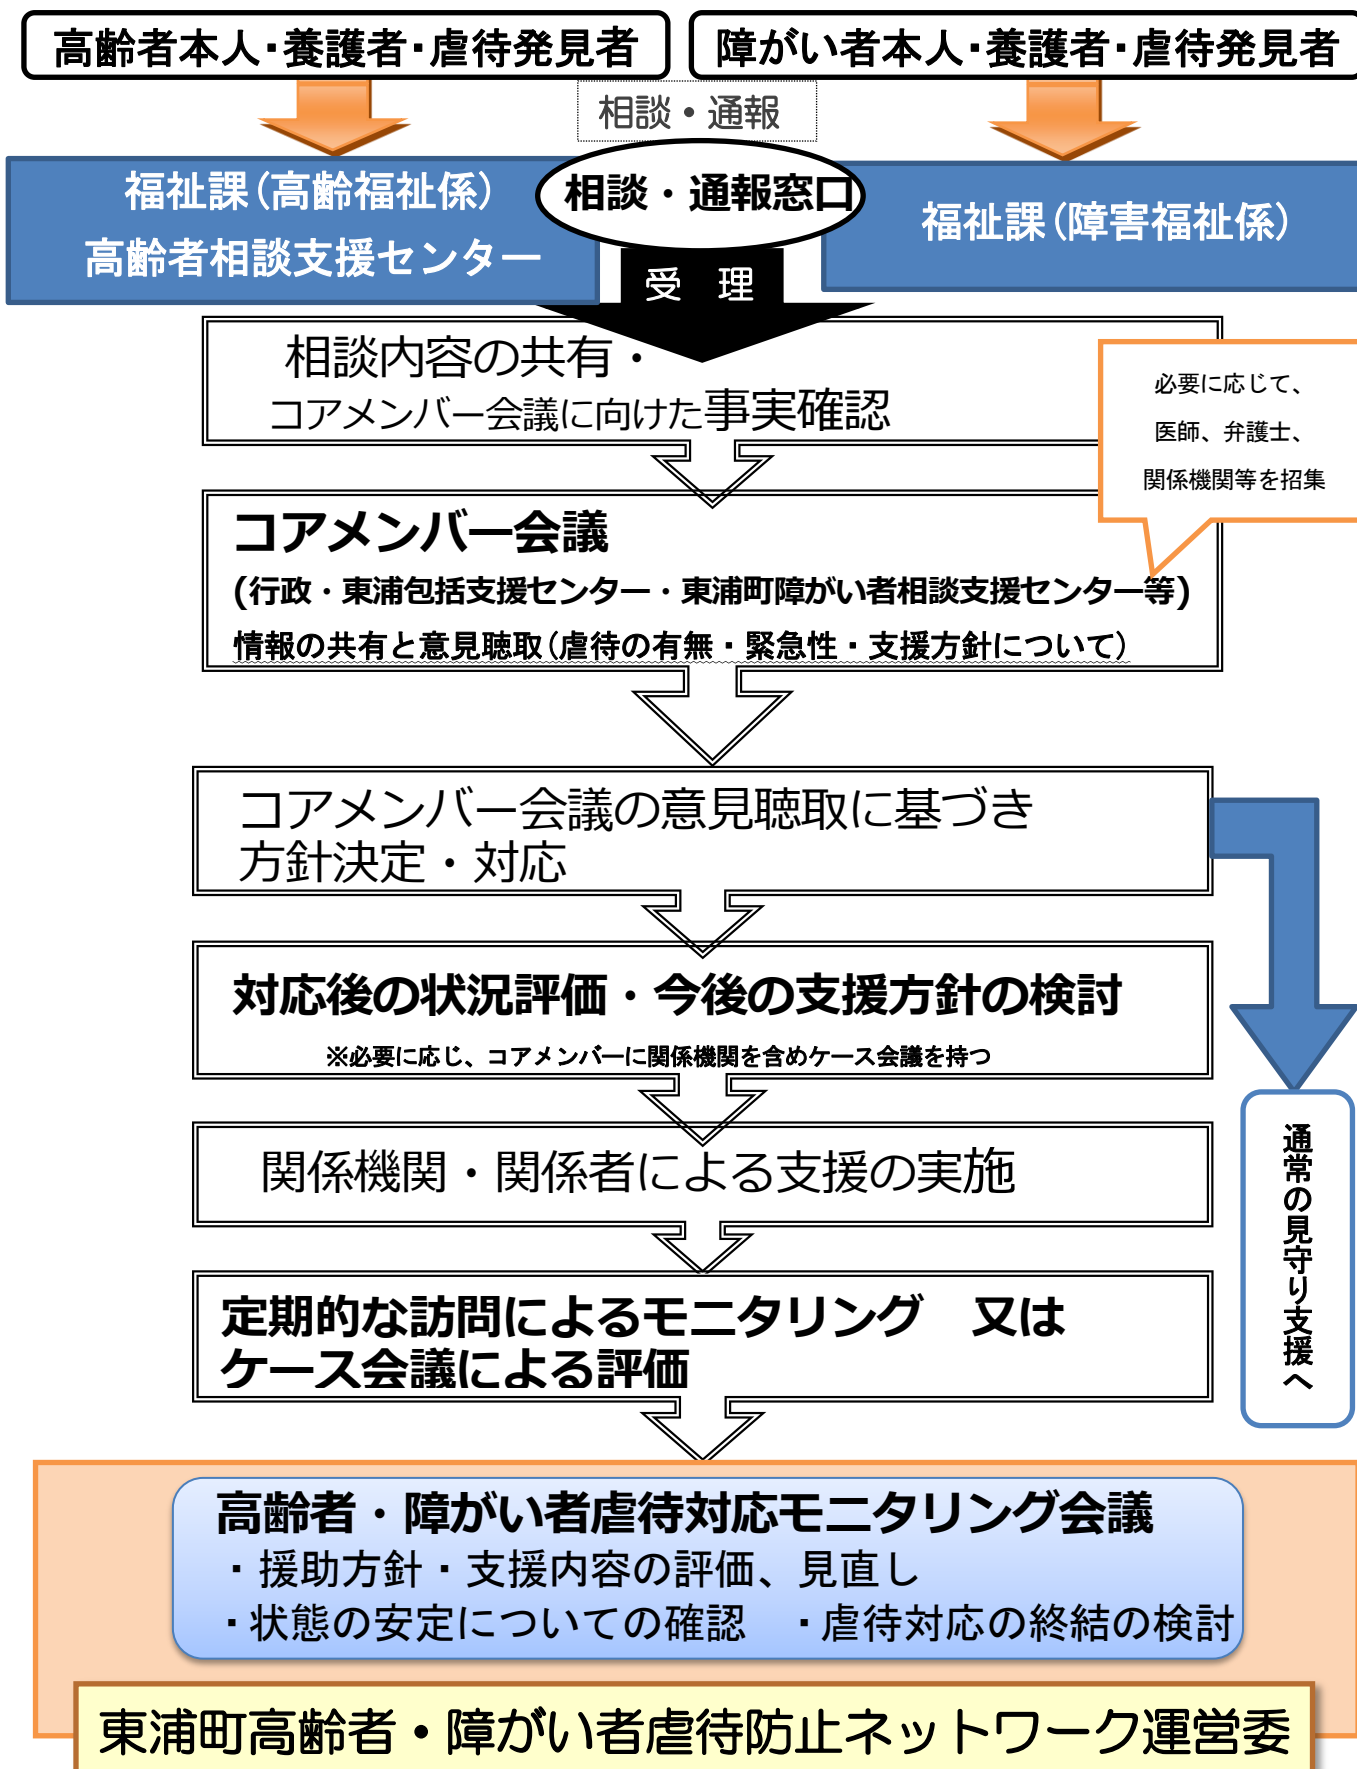 高齢者本人・養護者・虐待発見者
障がい者本人・養護者・虐待発見者
相談・通報
福祉課(高齢福祉係)
高齢者相談支援センター
相談・通報窓口
福祉課(障害福祉係)
受　理
相談内容の共有・
コアメンバー会議に向けた事実確認
必要に応じて、
医師、弁護士、
関係機関等を招集
コアメンバー会議
(行政・東浦包括支援センター・東浦町障がい者相談支援センター等)
情報の共有と意見聴取(虐待の有無・緊急性・支援方針について)
コアメンバー会議の意見聴取に基づき
方針決定・対応
対応後の状況評価・今後の支援方針の検討
※必要に応じ、コアメンバーに関係機関を含めケース会議を持つ
関係機関・関係者による支援の実施
通常の見守り支援へ
定期的な訪問によるモニタリング　又は
ケース会議による評価
高齢者・障がい者虐待対応モニタリング会議
・援助方針・支援内容の評価、見直し
・状態の安定についての確認　・虐待対応の終結の検討
東浦町高齢者・障がい者虐待防止ネットワーク運営委